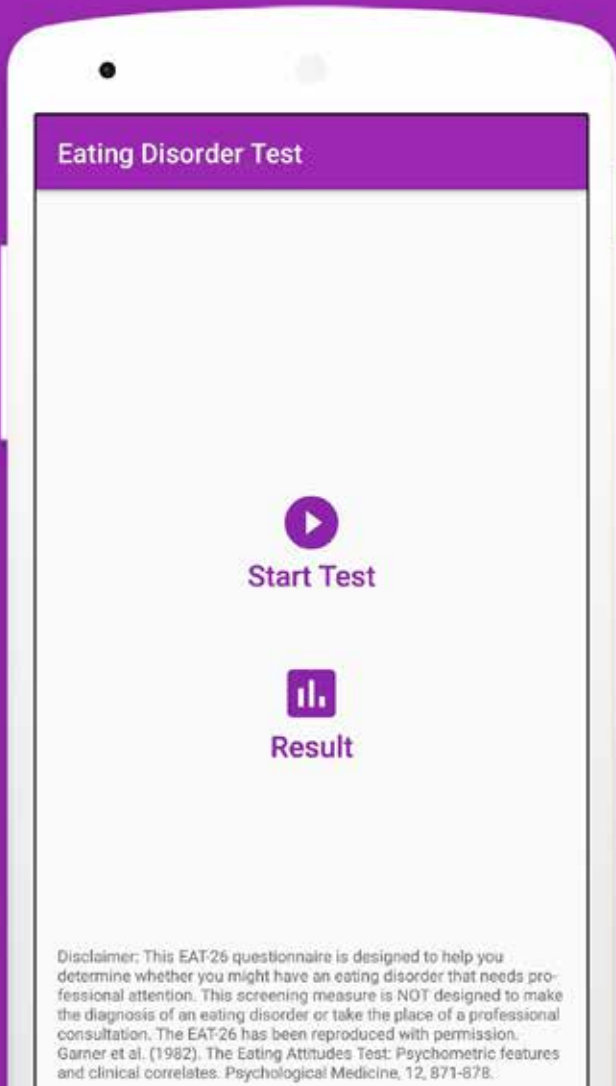 Eating Disorder Test
Start Test
Result
Disclaimer: This EAT-26 questionnaire is designed to help you
determine whether you might have an eating disorder that needs pro-
fessional attention. This screening measure is NOT designed to make
the diagnosis of an eating disorder or take the place of a professional
consultation. The EAT-26 has been reproduced with permission.
Garner et al. (1982). The Eating Attitudes Test: Psychometric features
and clinical correlates. Psychological Medicine, 12, 871-878.